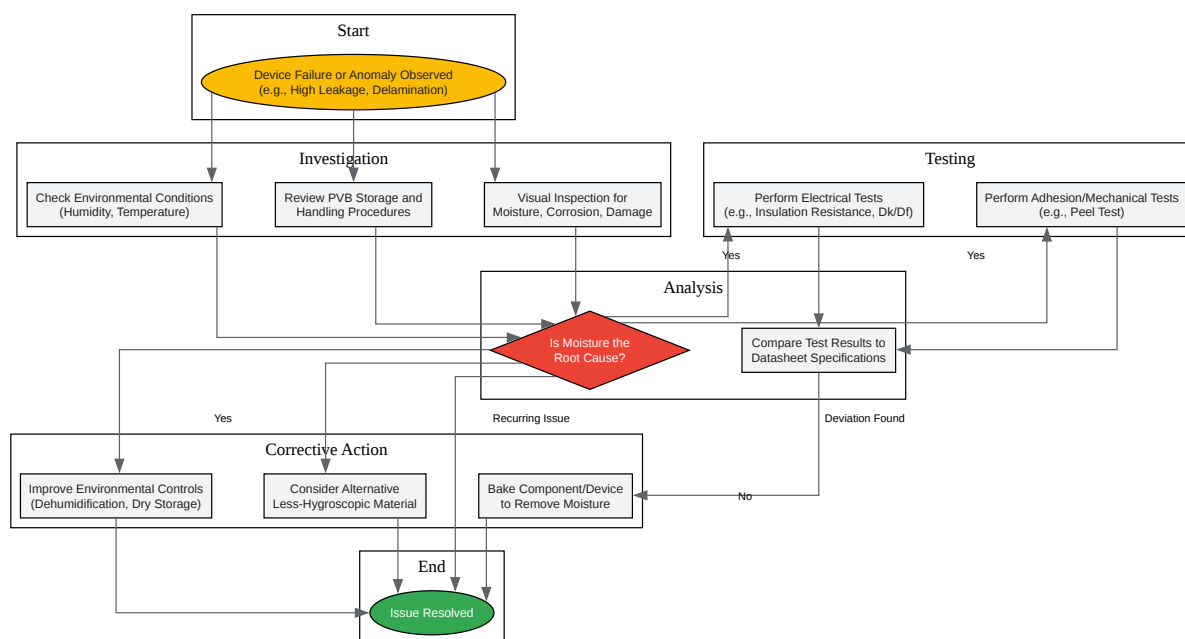 Start
Device Failure or Anomaly Observed
(e.g., High Leakage, Delamination)
Investigation
Testing
Check Environmental Conditions
(Humidity, Temperature)
Review PVB Storage and
Handling Procedures
Visual Inspection for
Moisture, Corrosion, Damage
Perform Electrical Tests
(e.g., Insulation Resistance, Dk/Df)
Perform Adhesion/Mechanical Tests
(e.g., Peel Test)
Yes
Yes
Analysis
Is Moisture the
Root Cause?
Compare Test Results to
Datasheet Specifications
Yes
Recurring Issue
Deviation Found
Corrective Action
Improve Environmental Controls
(Dehumidification, Dry Storage)
Consider Alternative
Less-Hygroscopic Material
Bake Component/Device
to Remove Moisture
No
End
Issue Resolved